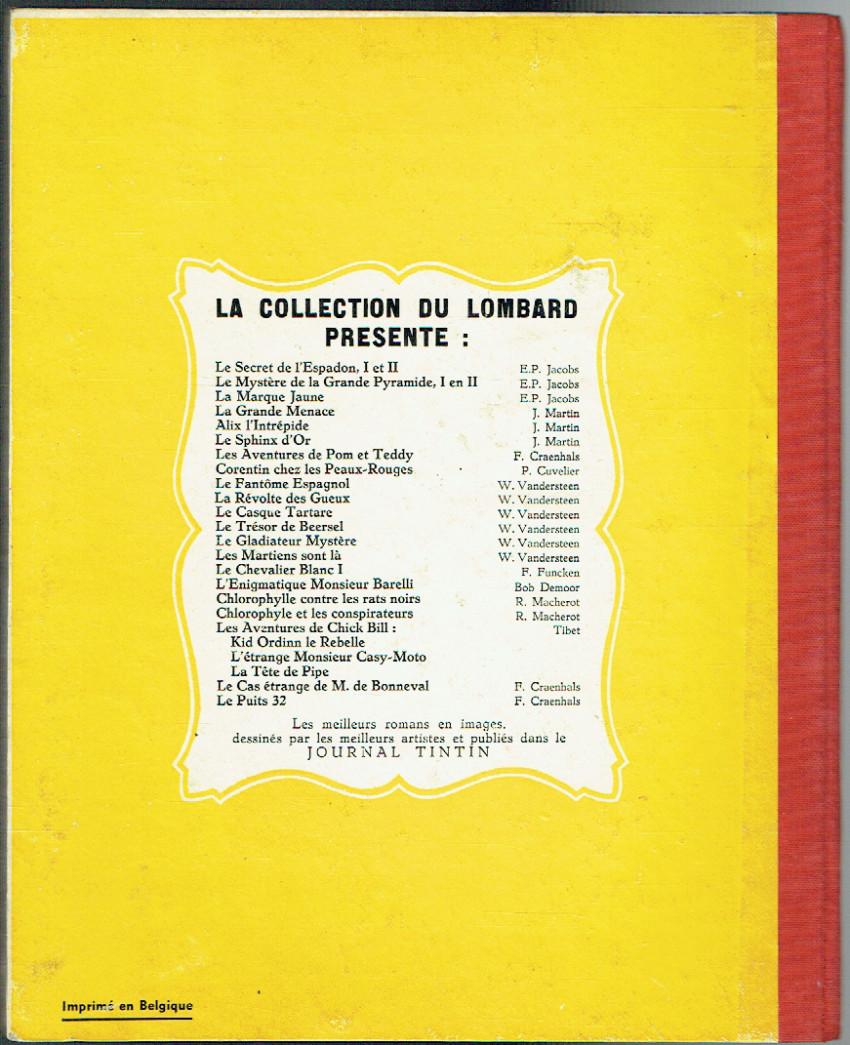 LA COLLECTION DU LOMBARD
PRESENTE :
Le Secret de l'Espadon, I et II E.P. Jacobs
Le Mystère de la Grande Pyramide, I en II E.P. Jacobs
La Marque Jaune E.P. Jacobs
La Grande Menace J. Martin
Alix l'Intrépide J. Martin
Le Sphinx d'Or J. Martin
Les Aventures de Pom et Teddy F. Craenhals
Corentin chez les Peaux-Rouges P. Cuvelier
Le Fantôme Espagnol W. Vandersteen
La Révolte des Gueux W. Vandersteen
Le Casque Tartare W. Vandersteen
Le Trésor de Beersel W. Vandersteen
Le Gladiateur Mystère W. Vandersteen
Les Martiens sont là W. Vandersteen
Le Chevalier Blanc I F. Funcken
L'Enigmatique Monsieur Barelli Bob Demoor
Chlorophylle contre les rats noirs R. Macherot
Chlorophyle et les conspirateurs R. Macherot
Les Aventures de Chick Bill : Tibet
Kid Ordinn le Rebelle
L'étrange Monsieur Casy-Moto
La Tête de Pipe
Le Cas étrange de M. de Bonneval F. Craenhals
Le Puits 32 F. Craenhals
Les meilleurs romans en images,
dessinés par les meilleurs artistes et publiés dans le
JOURNAL TINTIN
Imprimé en Belgique